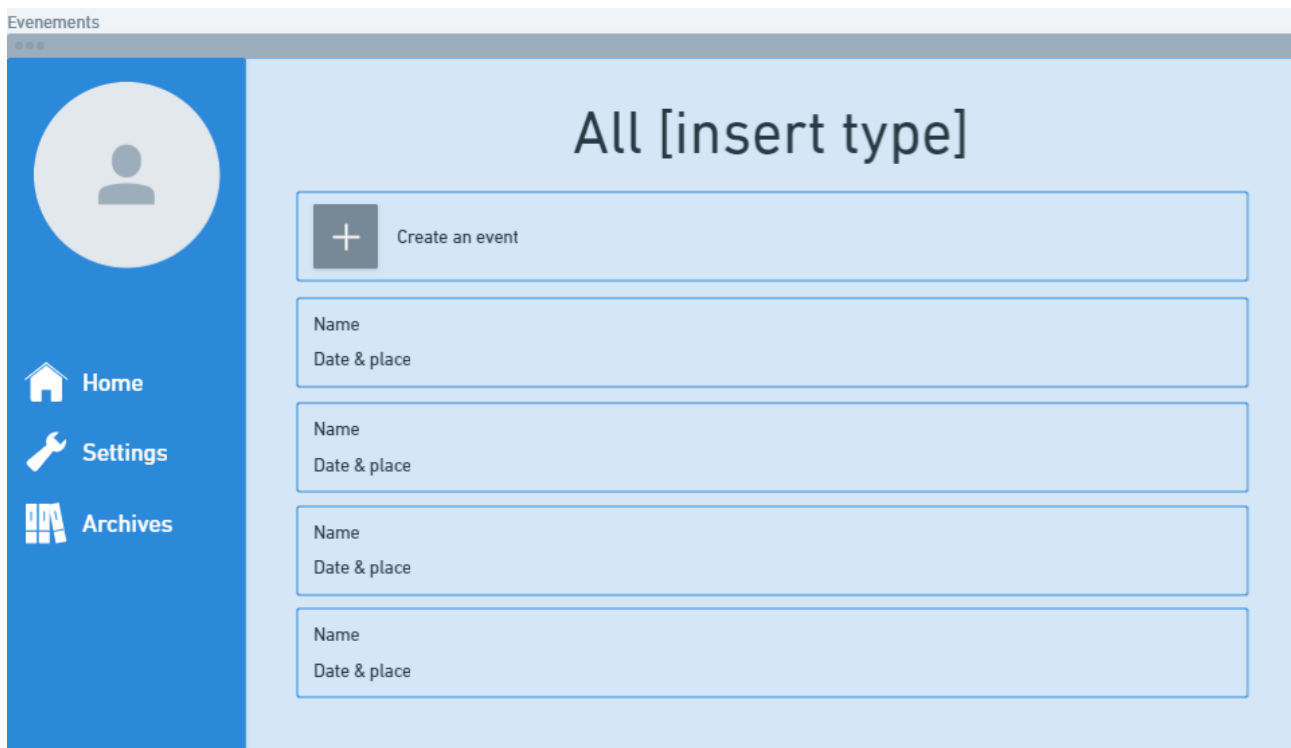 Evenements
All [insert type]
Create an event
Name
Date & place
Name
Date & place
Name
Date & place
Name
Date & place
Home
Settings
Archives